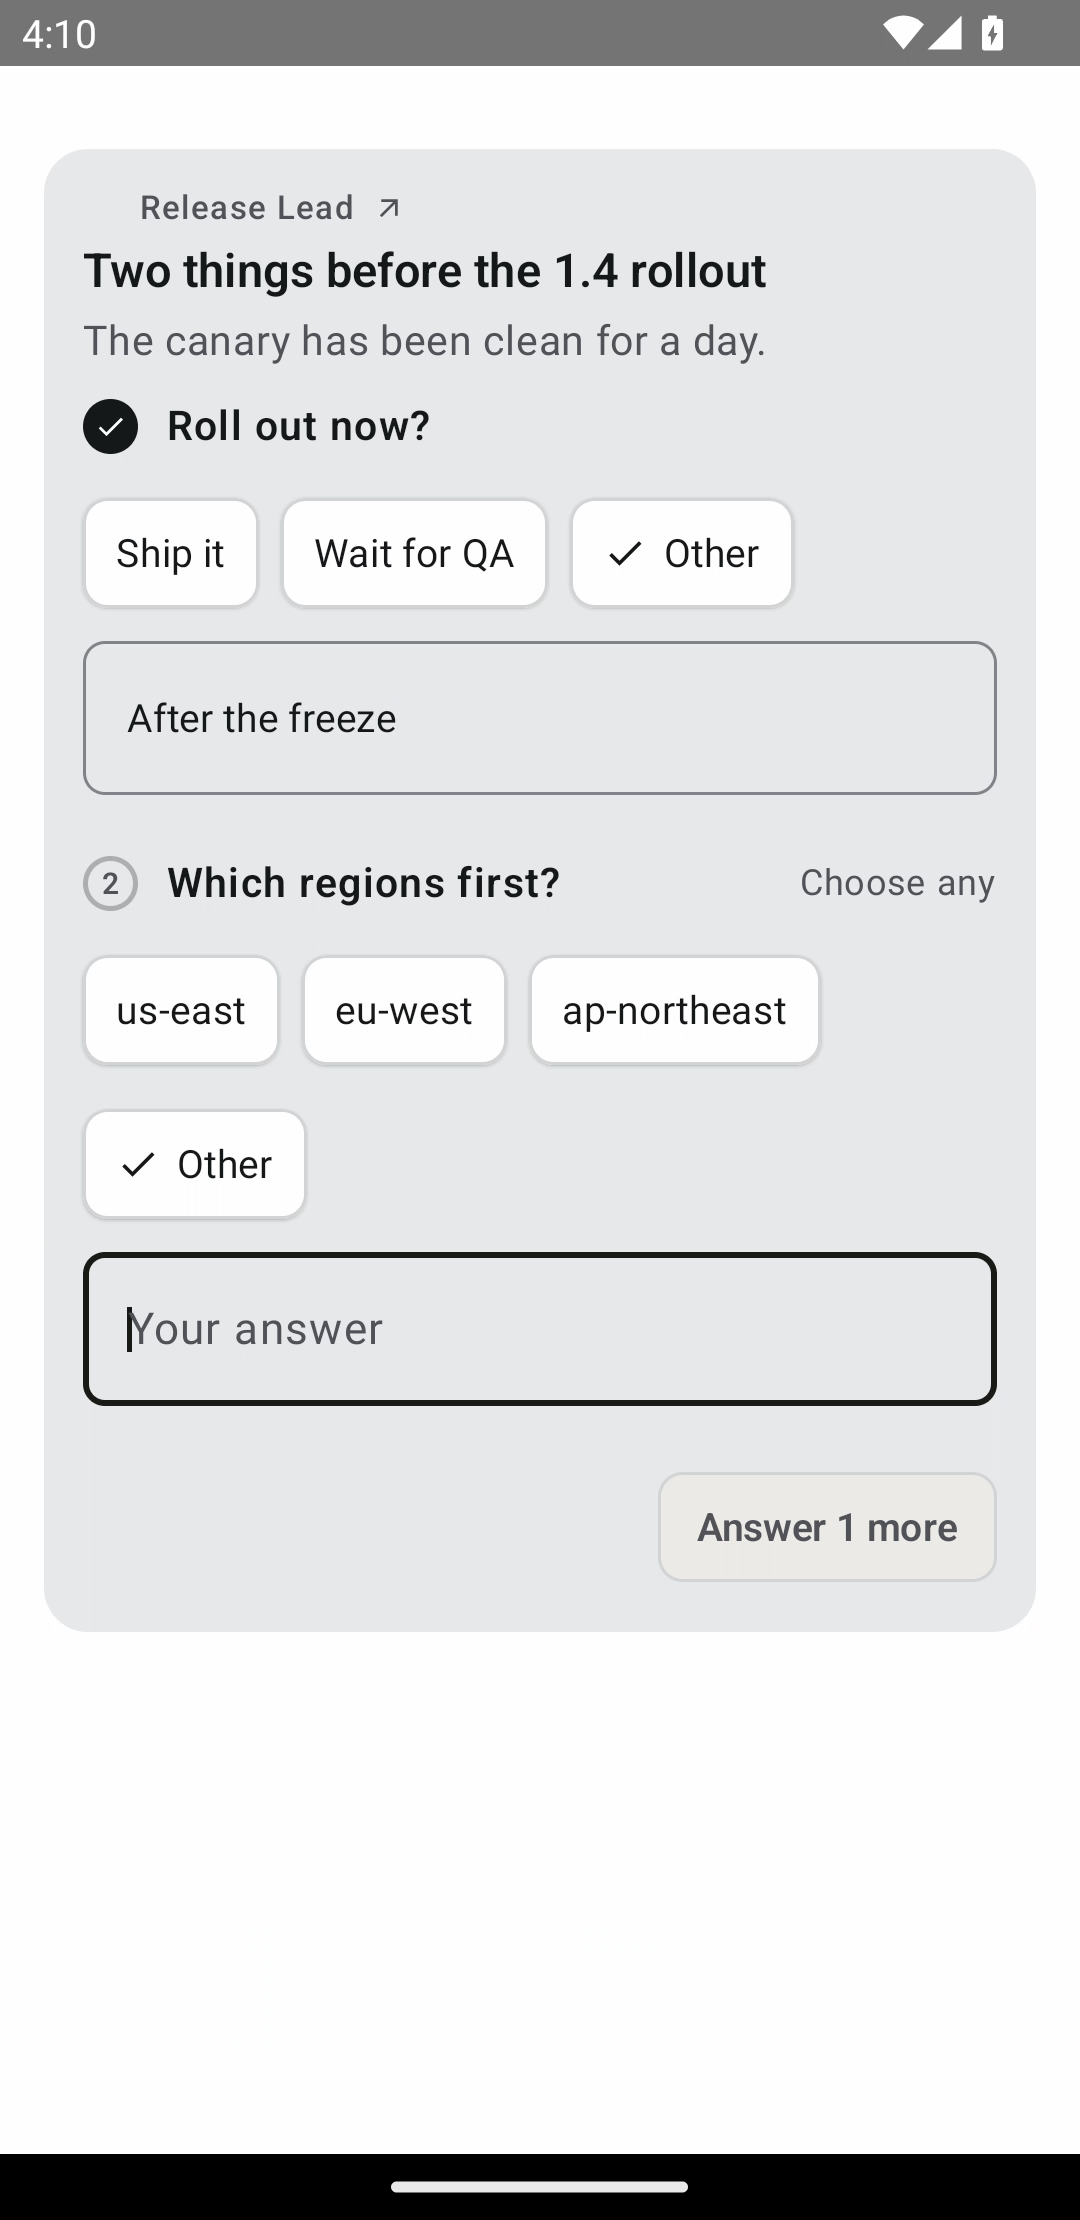 4:10
Release Lead
Two things before the 1.4 rollout
The canary has been clean for a day.
Roll out now?
Ship it Wait for QA Other
After the freeze
2 Which regions first? Choose any
us-east eu-west ap-northeast
Other
Your answer
Answer 1 more